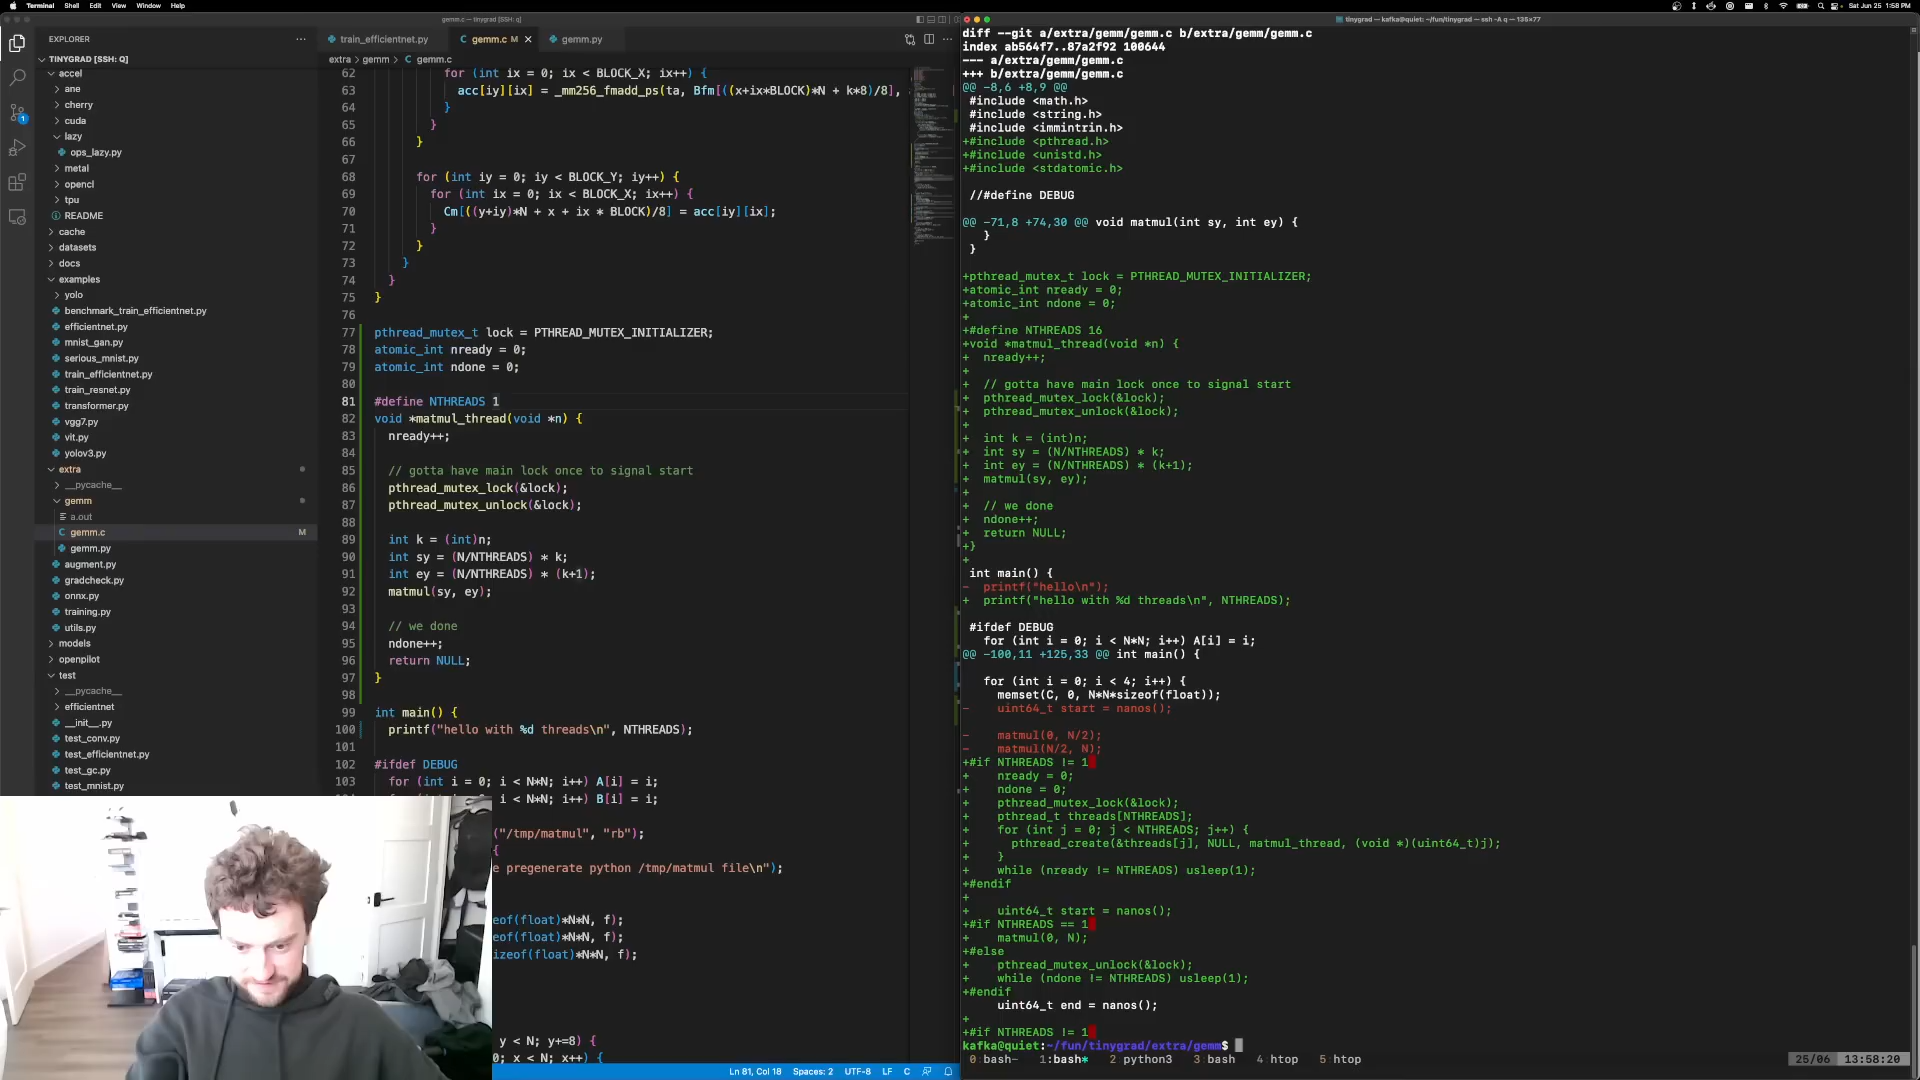 Terminal Shell Edit View Window Help
Sat Jun 25 1:58 PM
gemm.c — tinygrad [SSH: q]
tinygrad — kafka@quiet: ~/fun/tinygrad — ssh -A q — 136×77
EXPLORER
TINYGRAD [SSH: Q]
accel
ane
cherry
cuda
lazy
ops_lazy.py
metal
opencl
tpu
README
cache
datasets
docs
examples
yolo
benchmark_train_efficientnet.py
efficientnet.py
mnist_gan.py
serious_mnist.py
train_efficientnet.py
train_resnet.py
transformer.py
vgg7.py
vit.py
yolov3.py
extra
__pycache__
gemm
a.out
gemm.c M
gemm.py
augment.py
gradcheck.py
onnx.py
training.py
utils.py
models
openpilot
test
__pycache__
efficientnet
__init__.py
test_conv.py
test_efficientnet.py
test_gc.py
test_mnist.py
train_efficientnet.py gemm.c M gemm.py
extra > gemm > gemm.c
62 for (int ix = 0; ix < BLOCK_X; ix++) {
63 acc[iy][ix] = _mm256_fmadd_ps(ta, Bfm[((x+ix*BLOCK)*N + k*8)/8],
64 }
65 }
66 }
67
68 for (int iy = 0; iy < BLOCK_Y; iy++) {
69 for (int ix = 0; ix < BLOCK_X; ix++) {
70 Cm[((y+iy)*N + x + ix * BLOCK)/8] = acc[iy][ix];
71 }
72 }
73 }
74 }
75 }
76
77 pthread_mutex_t lock = PTHREAD_MUTEX_INITIALIZER;
78 atomic_int nready = 0;
79 atomic_int ndone = 0;
80
81 #define NTHREADS 1
82 void *matmul_thread(void *n) {
83 nready++;
84
85 // gotta have main lock once to signal start
86 pthread_mutex_lock(&lock);
87 pthread_mutex_unlock(&lock);
88
89 int k = (int)n;
90 int sy = (N/NTHREADS) * k;
91 int ey = (N/NTHREADS) * (k+1);
92 matmul(sy, ey);
93
94 // we done
95 ndone++;
96 return NULL;
97 }
98
99 int main() {
100 printf("hello with %d threads\n", NTHREADS);
101
102 #ifdef DEBUG
103 for (int i = 0; i < N*N; i++) A[i] = i;
i < N*N; i++) B[i] = i;
("/tmp/matmul", "rb");
{
e pregenerate python /tmp/matmul file\n");
eof(float)*N*N, f);
eof(float)*N*N, f);
izeof(float)*N*N, f);
y < N; y+=8) {
0; x < N; x++) {
Ln 81, Col 18 Spaces: 2 UTF-8 LF C
diff --git a/extra/gemm/gemm.c b/extra/gemm/gemm.c
index ab564f7..87a2f92 100644
--- a/extra/gemm/gemm.c
+++ b/extra/gemm/gemm.c
@@ -8,6 +8,9 @@
#include <math.h>
#include <string.h>
#include <immintrin.h>
+#include <pthread.h>
+#include <unistd.h>
+#include <stdatomic.h>
//#define DEBUG
@@ -71,8 +74,30 @@ void matmul(int sy, int ey) {
}
}
+pthread_mutex_t lock = PTHREAD_MUTEX_INITIALIZER;
+atomic_int nready = 0;
+atomic_int ndone = 0;
+
+#define NTHREADS 16
+void *matmul_thread(void *n) {
+ nready++;
+
+ // gotta have main lock once to signal start
+ pthread_mutex_lock(&lock);
+ pthread_mutex_unlock(&lock);
+
+ int k = (int)n;
+ int sy = (N/NTHREADS) * k;
+ int ey = (N/NTHREADS) * (k+1);
+ matmul(sy, ey);
+
+ // we done
+ ndone++;
+ return NULL;
+}
+
int main() {
- printf("hello\n");
+ printf("hello with %d threads\n", NTHREADS);
#ifdef DEBUG
for (int i = 0; i < N*N; i++) A[i] = i;
@@ -100,11 +125,33 @@ int main() {
for (int i = 0; i < 4; i++) {
memset(C, 0, N*N*sizeof(float));
- uint64_t start = nanos();
- matmul(0, N/2);
- matmul(N/2, N);
+#if NTHREADS != 1
+ nready = 0;
+ ndone = 0;
+ pthread_mutex_lock(&lock);
+ pthread_t threads[NTHREADS];
+ for (int j = 0; j < NTHREADS; j++) {
+ pthread_create(&threads[j], NULL, matmul_thread, (void *)(uint64_t)j);
+ }
+ while (nready != NTHREADS) usleep(1);
+#endif
+
+ uint64_t start = nanos();
+#if NTHREADS == 1
+ matmul(0, N);
+#else
+ pthread_mutex_unlock(&lock);
+ while (ndone != NTHREADS) usleep(1);
+#endif
uint64_t end = nanos();
+
+#if NTHREADS != 1
kafka@quiet:~/fun/tinygrad/extra/gemm$
0:bash- 1:bash* 2 python3 3 bash 4 htop 5 htop
25/06 13:58:20